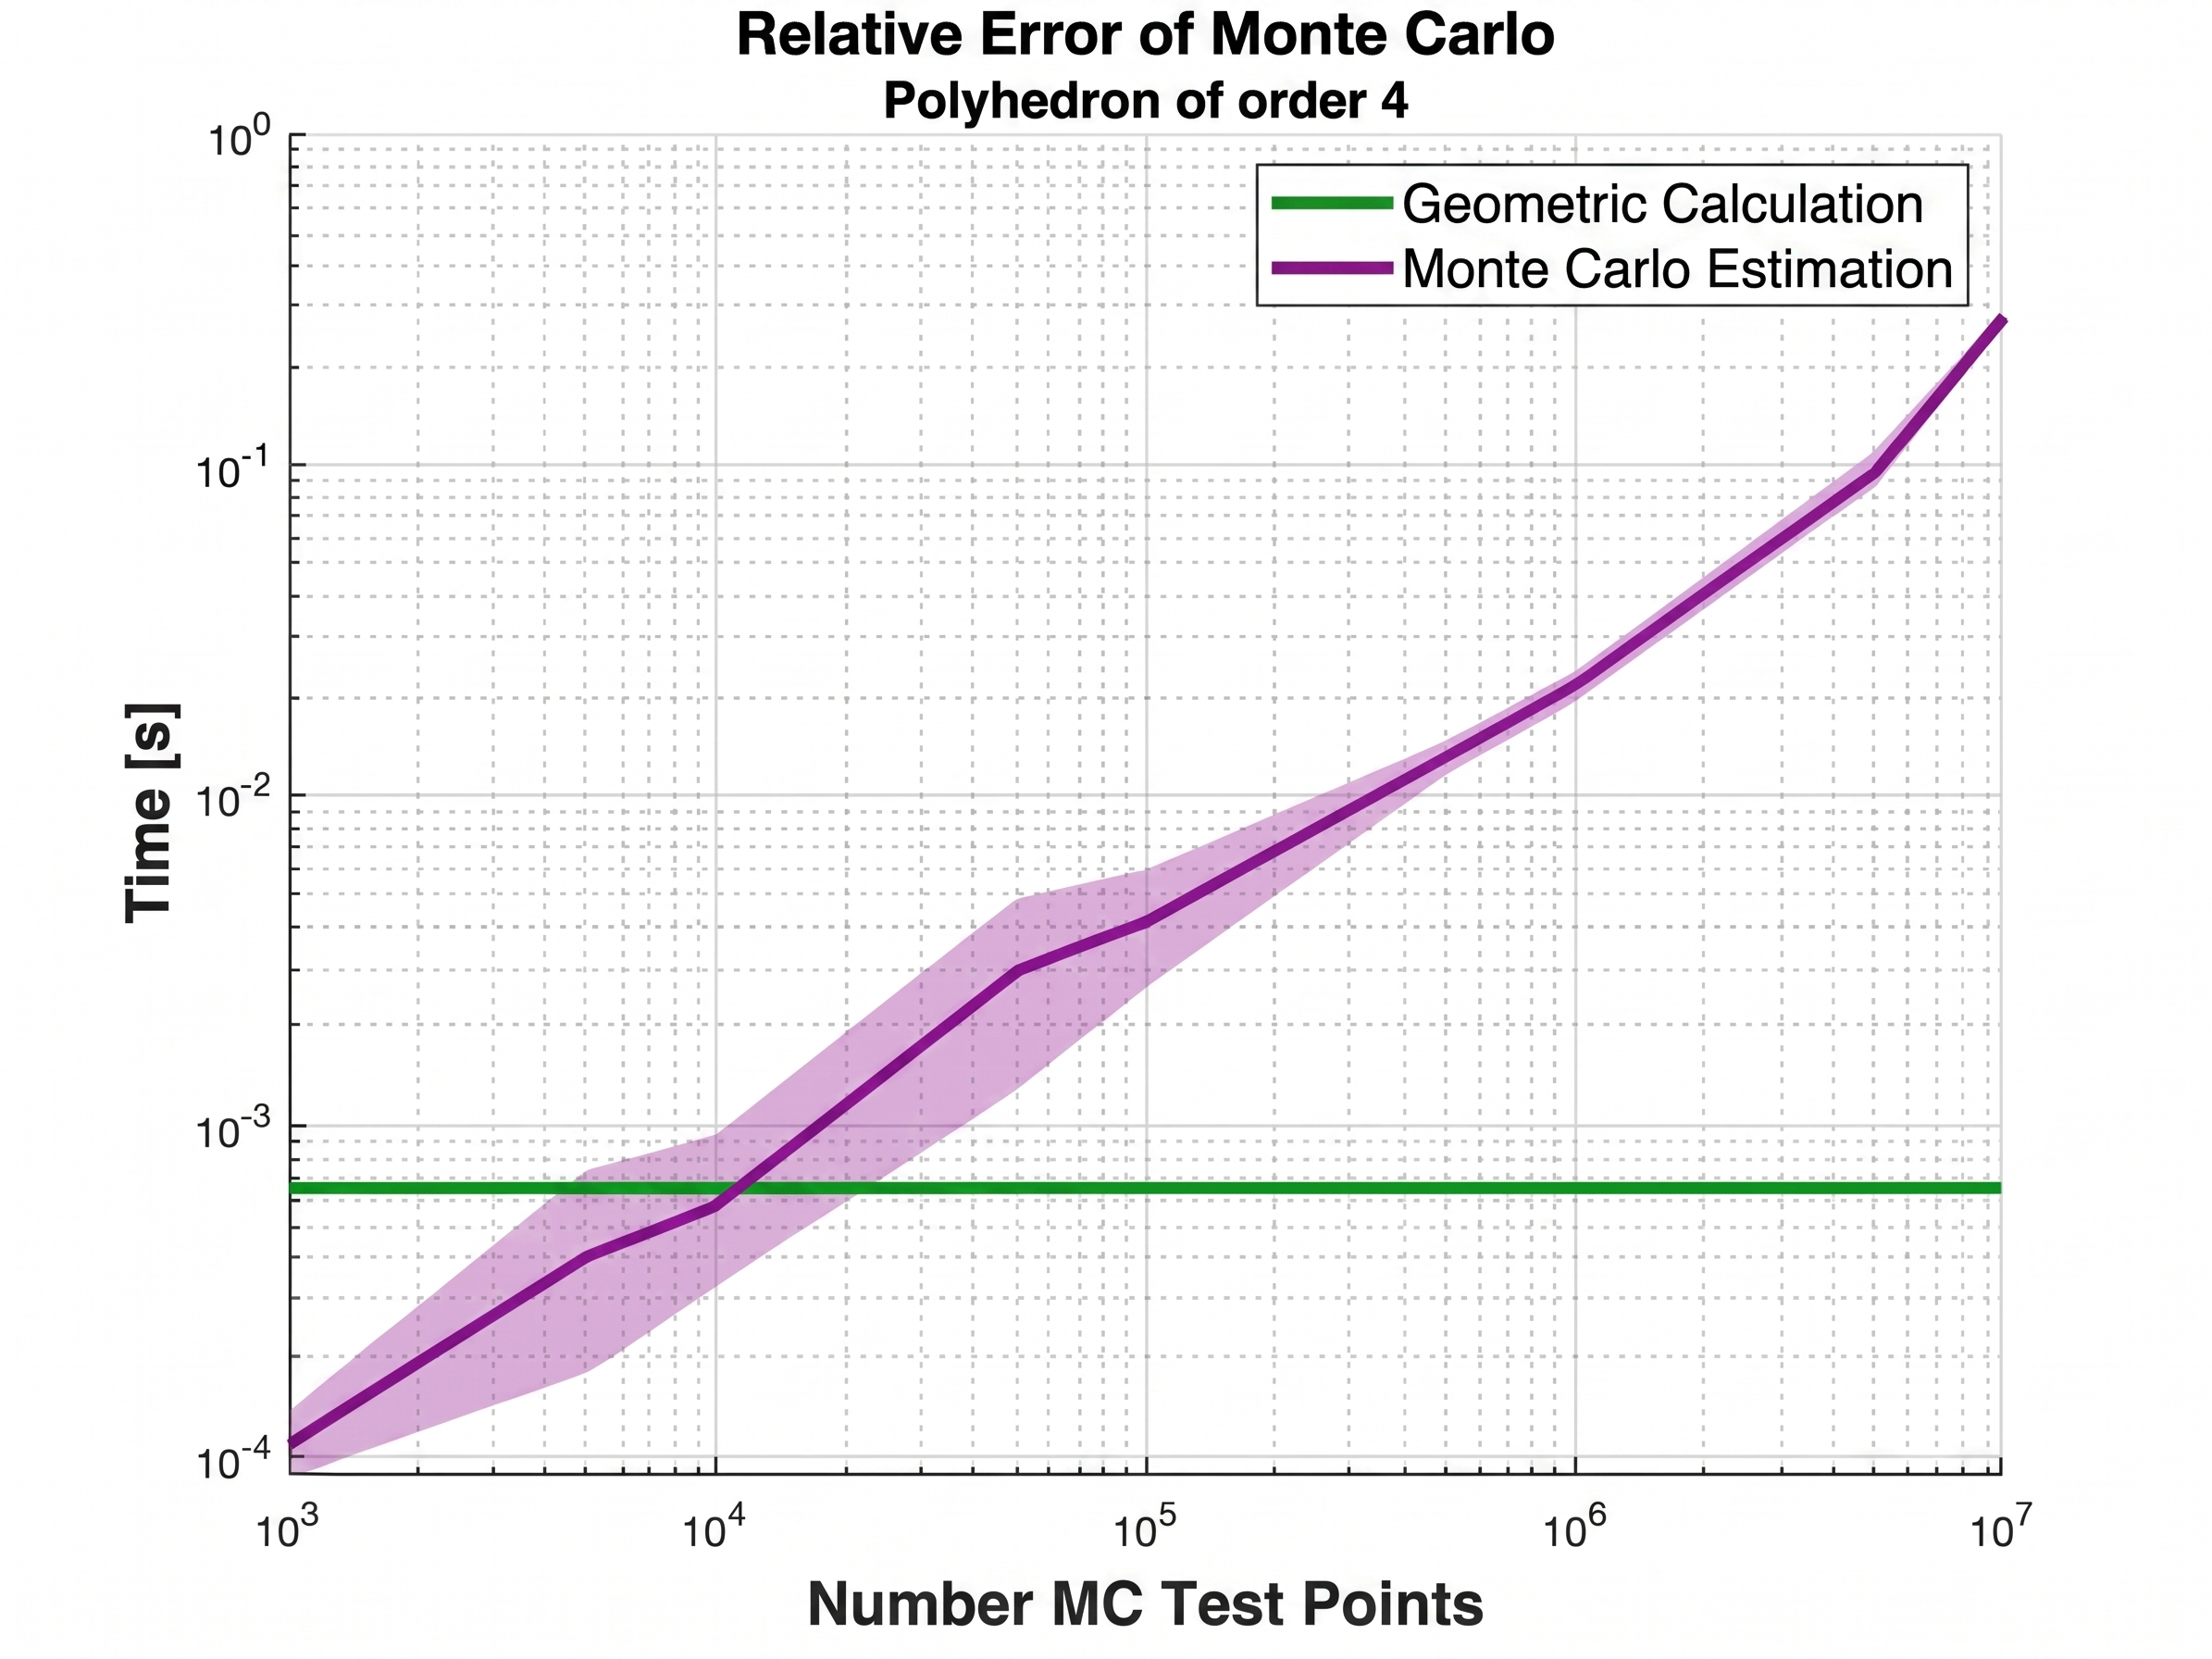 Relative Error of Monte Carlo
Polyhedron of order 4
Geometric Calculation
Monte Carlo Estimation
Time [s]
10^0
10^-1
10^-2
10^-3
10^-4
10^3 10^4 10^5 10^6 10^7
Number MC Test Points